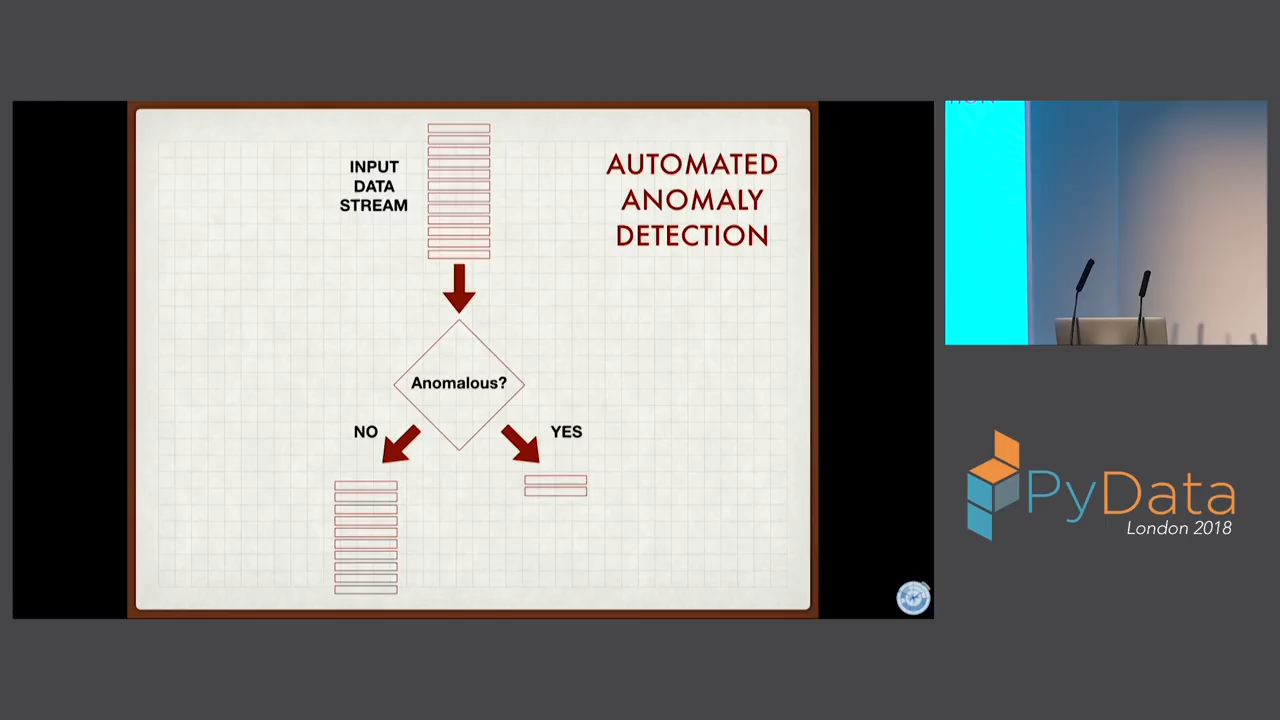 INPUT
DATA
STREAM
AUTOMATED
ANOMALY
DETECTION
Anomalous?
NO
YES
PyData
London 2018